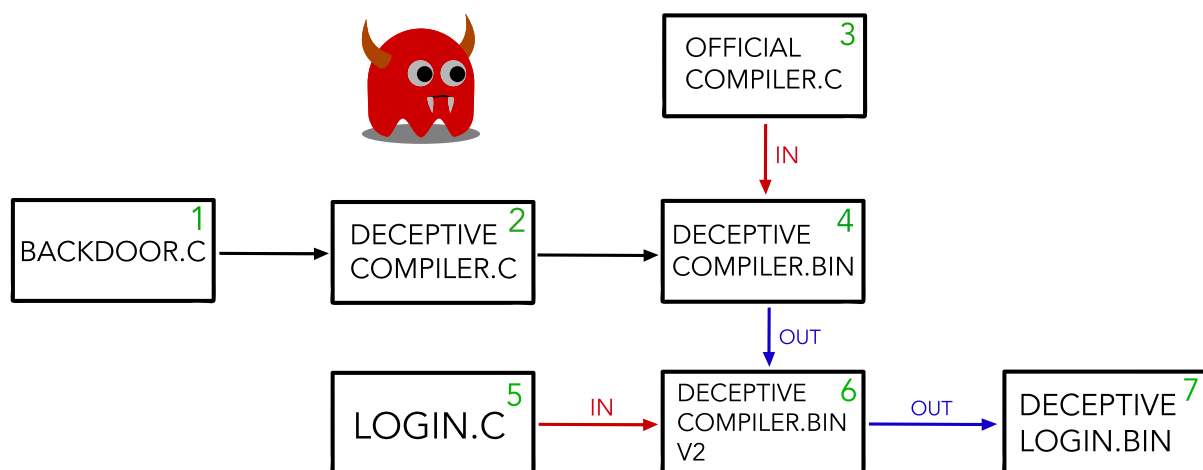 3
OFFICIAL
COMPILER.C
IN
1
BACKDOOR.C
2
DECEPTIVE
COMPILER.C
4
DECEPTIVE
COMPILER.BIN
OUT
5
LOGIN.C
IN
6
DECEPTIVE
COMPILER.BIN
V2
OUT
7
DECEPTIVE
LOGIN.BIN